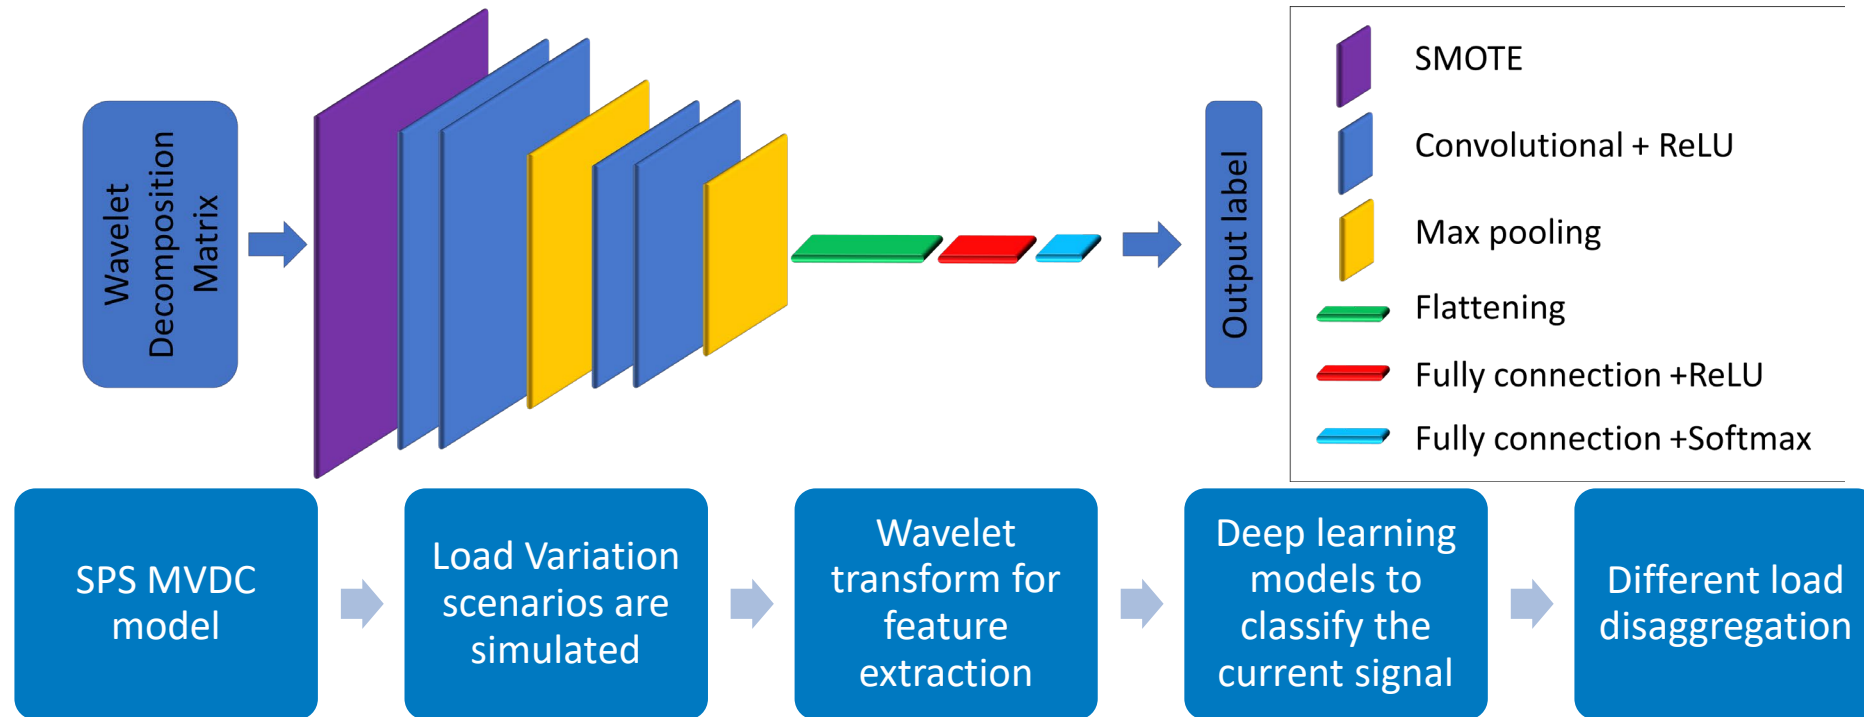 Wavelet
Decomposition
Matrix
Output label
SMOTE
Convolutional + ReLU
Max pooling
Flattening
Fully connection +ReLU
Fully connection +Softmax
SPS MVDC
model
Load Variation
scenarios are
simulated
Wavelet
transform for
feature
extraction
Deep learning
models to
classify the
current signal
Different load
disaggregation